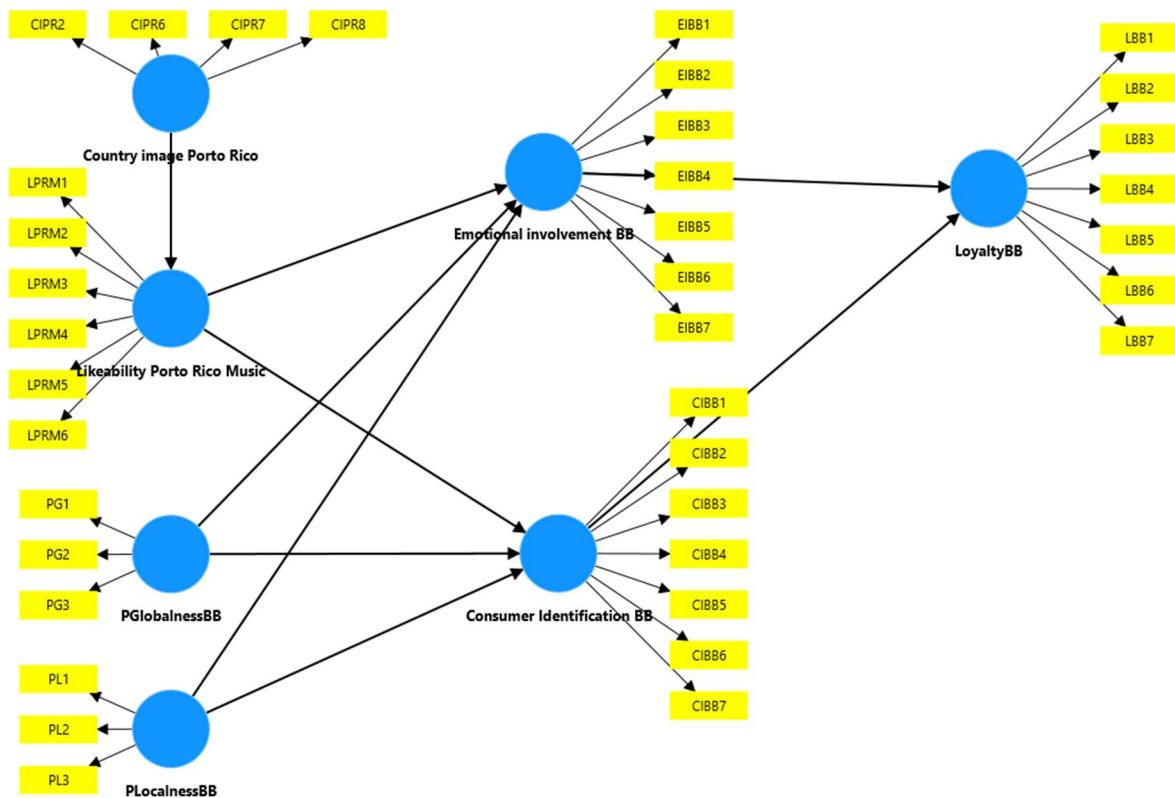 CIPR2
CIPR6
CIPR7
CIPR8
Country image Porto Rico
LPRM1
LPRM2
LPRM3
LPRM4
LPRM5
LPRM6
Likeability Porto Rico Music
PG1
PG2
PG3
PGlobalnessBB
PL1
PL2
PL3
PLocalnessBB
EIBB1
EIBB2
EIBB3
EIBB4
EIBB5
EIBB6
EIBB7
Emotional involvement BB
CIBB1
CIBB2
CIBB3
CIBB4
CIBB5
CIBB6
CIBB7
Consumer Identification BB
LBB1
LBB2
LBB3
LBB4
LBB5
LBB6
LBB7
LoyaltyBB